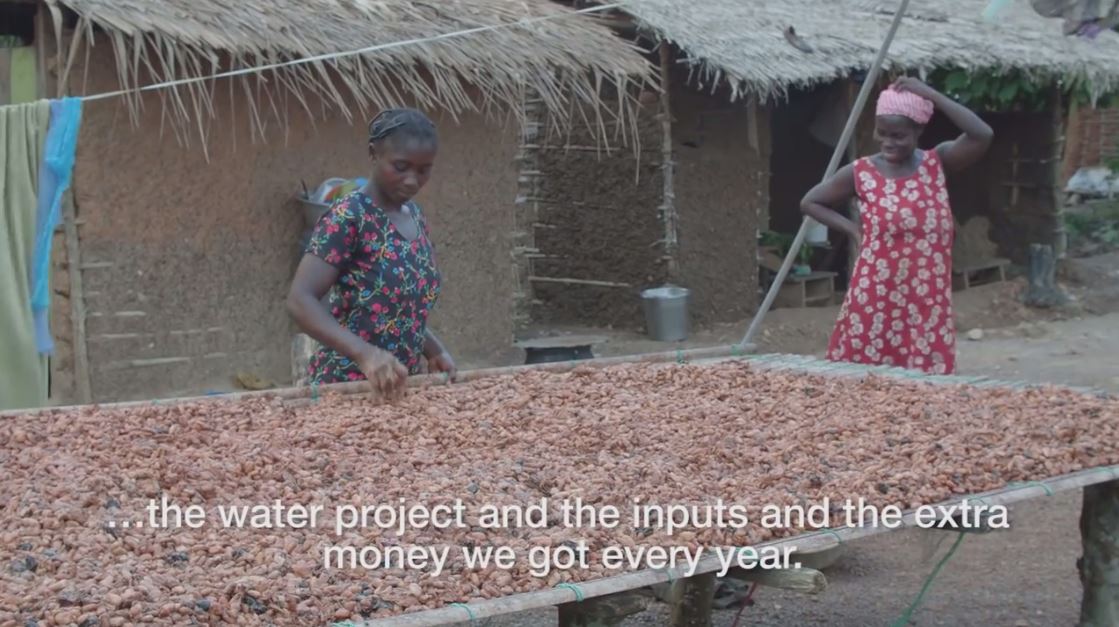 ...the water project and the inputs and the extra
money we got every year.